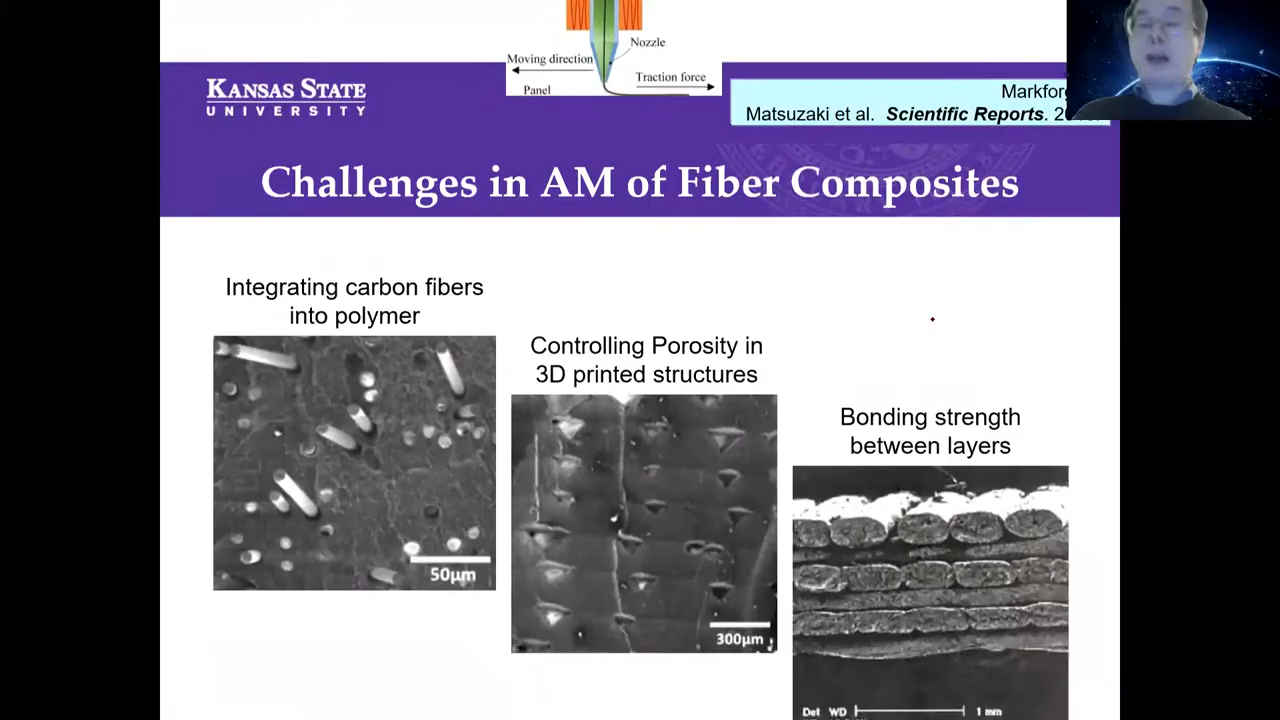 Nozzle
Moving direction
Traction force
Panel
KANSAS STATE
UNIVERSITY
Matsuzaki et al. Scientific Reports.
Challenges in AM of Fiber Composites
Integrating carbon fibers
into polymer
50µm
Controlling Porosity in
3D printed structures
300µm
Bonding strength
between layers
Det WD 1 mm